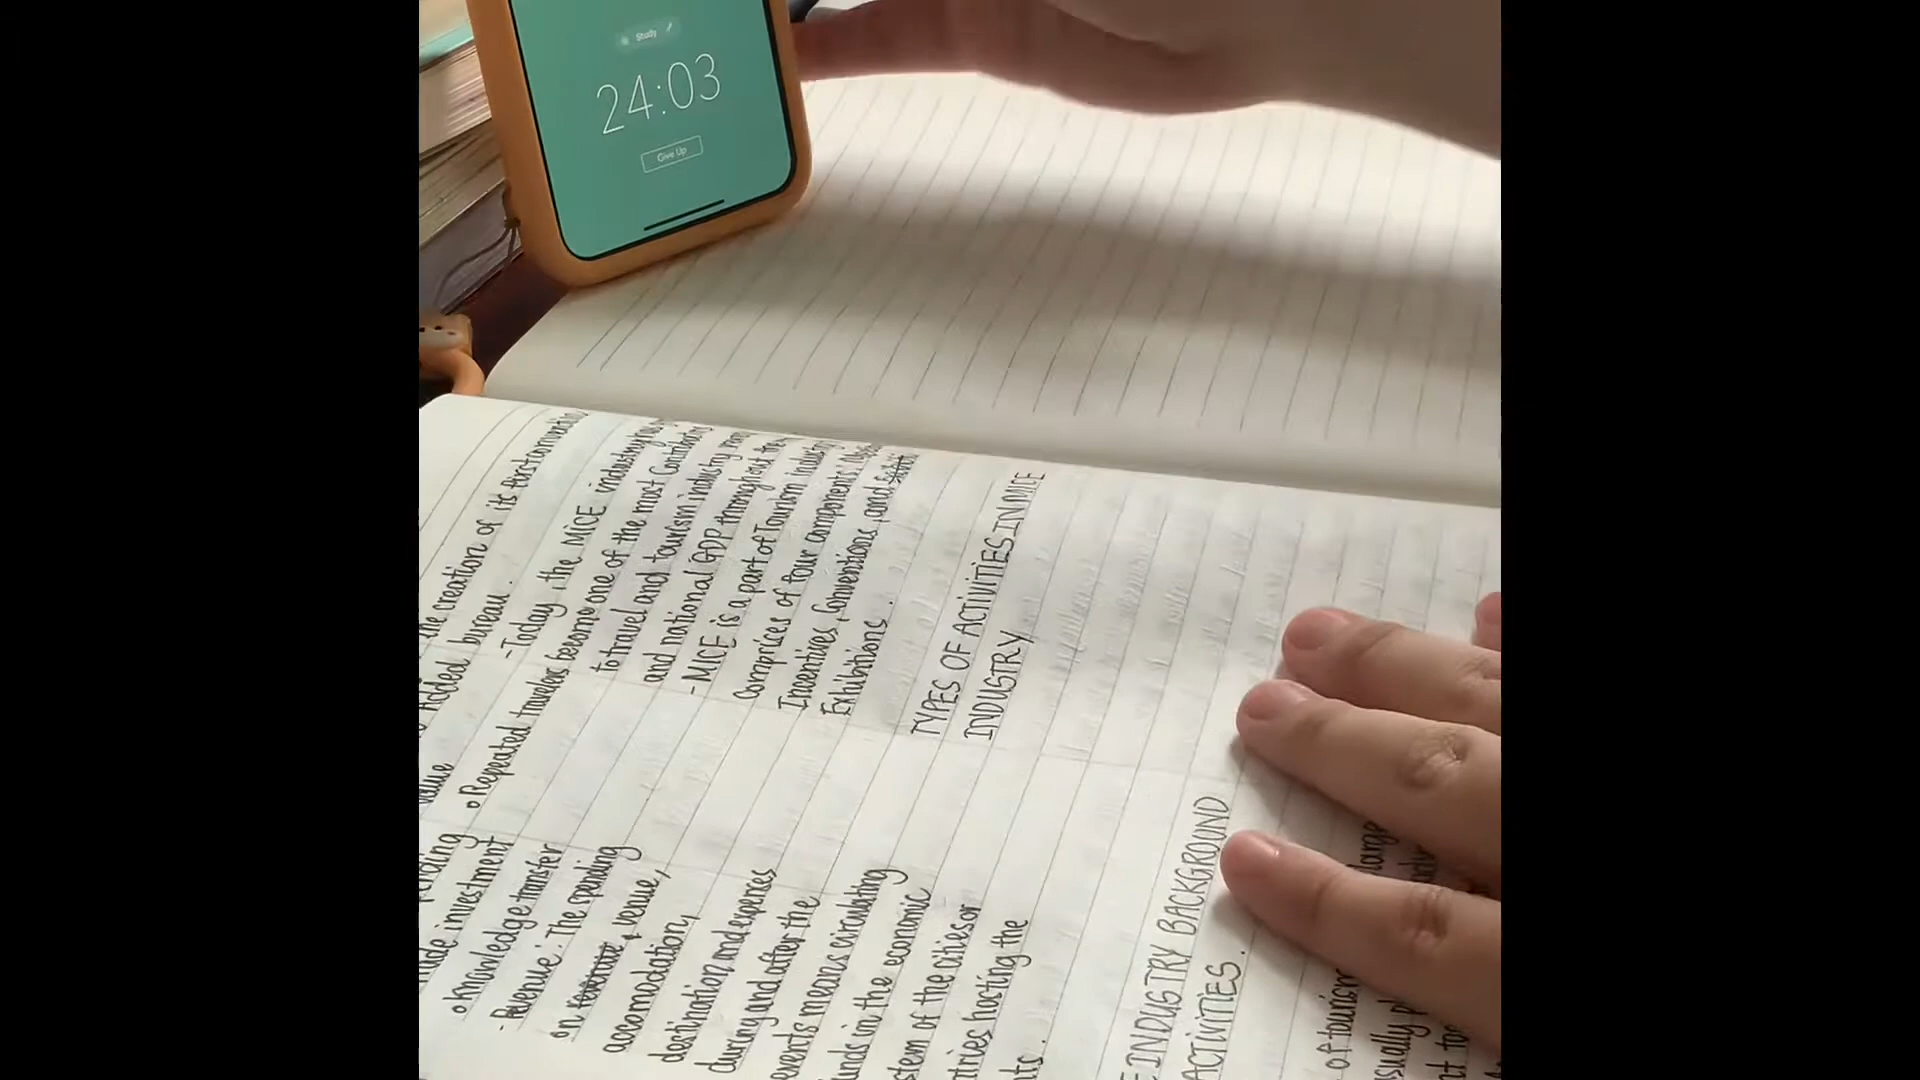 Study
24:03
Give Up
the creation of its first convention
bureau.
-Today the MICE industry has
become one of the most Contributors
to travel and tourism industry
and national GDP throughout the
-MICE is a part of Tourism industry
Comprises of four components:
Incentives, Conventions, and
Exhibitions.
TYPES OF ACTIVITIES IN MICE
INDUSTRY
value Added
o Repeated travelers
investment
o Knowledge transfer
-Revenue: The spending
on venue,
accomodation,
destination and expenses
during and after the
events means circulating
in the economic
of the cities or
hosting the
INDUSTRY BACKGROUND
ACTIVITIES.
large
of tourism